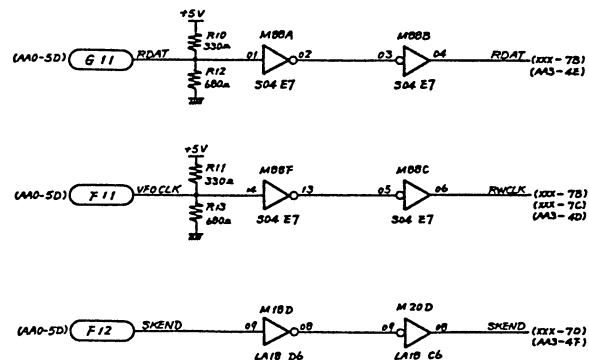 +5V
R10
330Ω
M88A
M88B
(AA0-5D) G11 RDAT 01 02 03 04 RDAT (XXX-7B)
(AA3-4E)
R12
680Ω
S04 E7
S04 E7
+5V
R11
330Ω
M88F
M88C
(AA0-5D) F11 VFOCLK 14 13 05 06 RWCLK (XXX-7B)
(XXX-7C)
(AA3-4D)
R13
680Ω
S04 E7
S04 E7
M18D
M20D
(AA0-5D) F12 SKEND 09 08 09 08 SKEND (XXX-7D)
(AA3-4F)
LA18 D6
LA18 C6